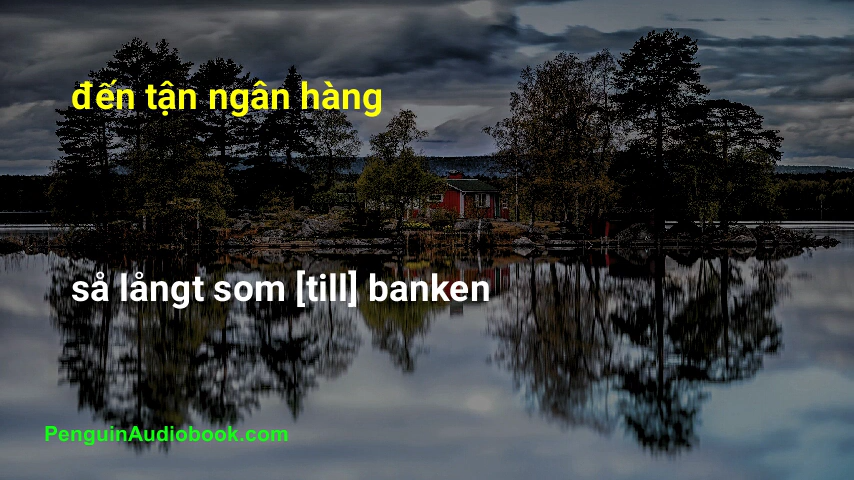 đến tận ngân hàng
så långt som [till] banken
PenguinAudiobook.com